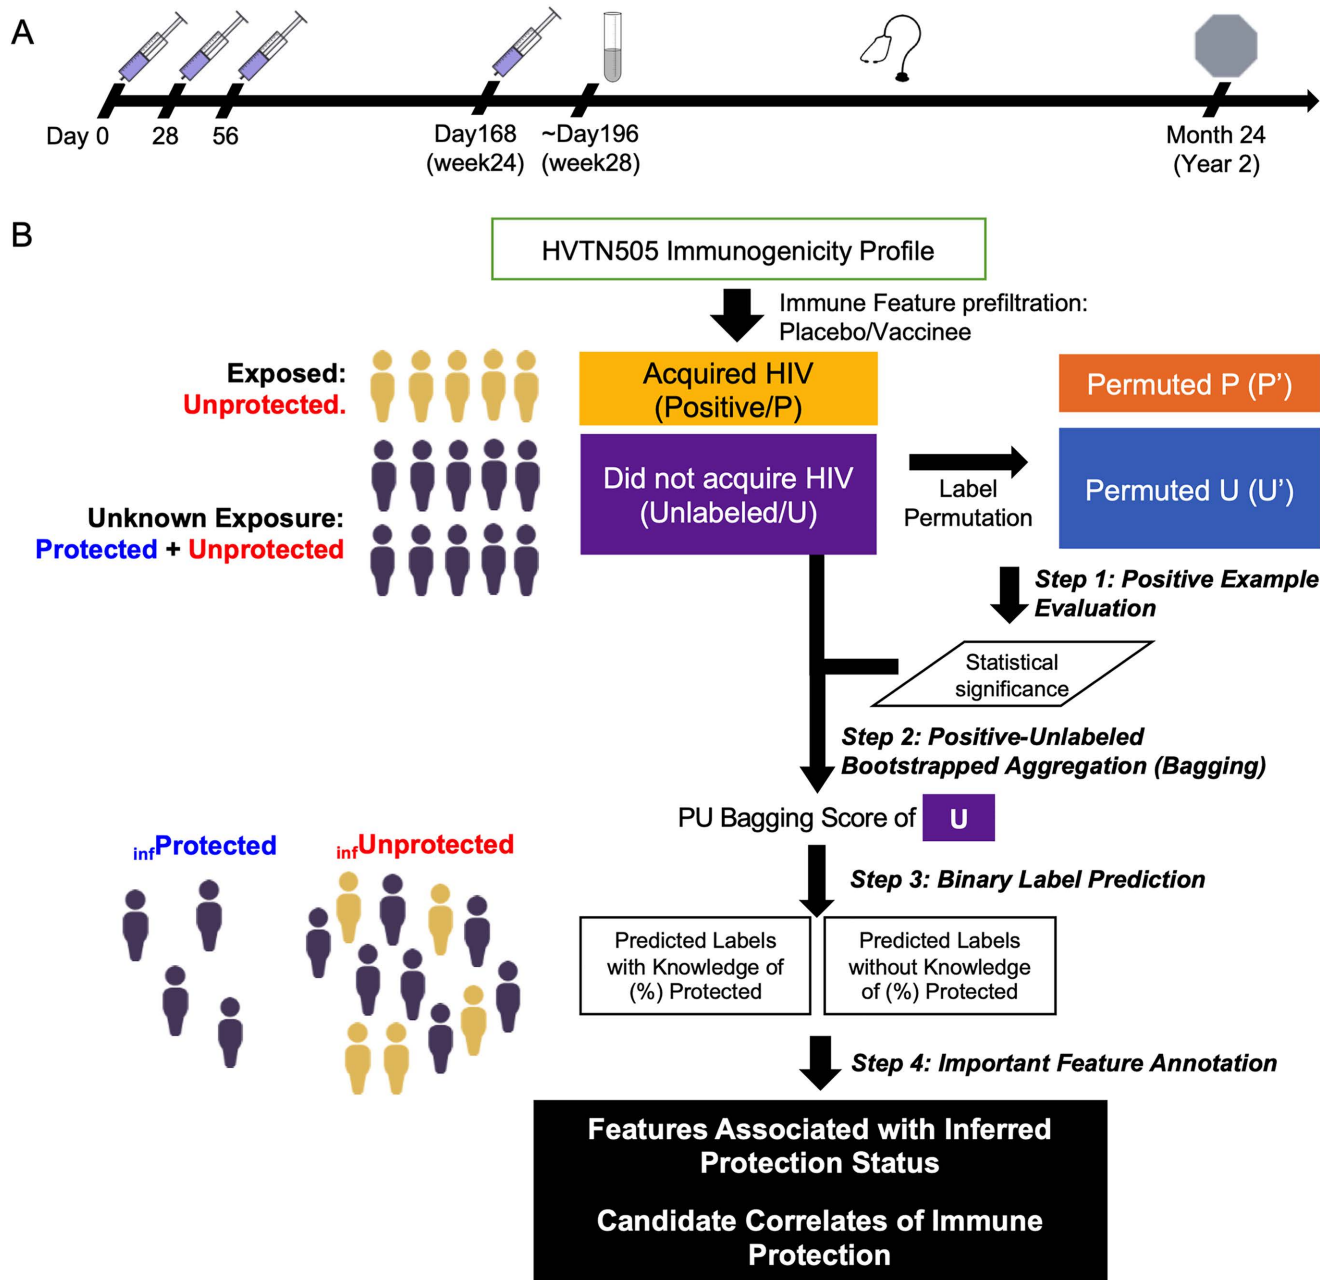 A
Day 0
28
56
Day168
(week24)
~Day196
(week28)
Month 24
(Year 2)
B
HVTN505 Immunogenicity Profile
Immune Feature prefiltration:
Placebo/Vaccinee
Exposed:
Unprotected.
Acquired HIV
(Positive/P)
Permuted P (P’)
Unknown Exposure:
Protected + Unprotected
Did not acquire HIV
(Unlabeled/U)
Label
Permutation
Permuted U (U’)
Step 1: Positive Example
Evaluation
Statistical
significance
Step 2: Positive-Unlabeled
Bootstrapped Aggregation (Bagging)
PU Bagging Score of U
infProtected
infUnprotected
Step 3: Binary Label Prediction
Predicted Labels
with Knowledge of
(%) Protected
Predicted Labels
without Knowledge
of (%) Protected
Step 4: Important Feature Annotation
Features Associated with Inferred
Protection Status
Candidate Correlates of Immune
Protection